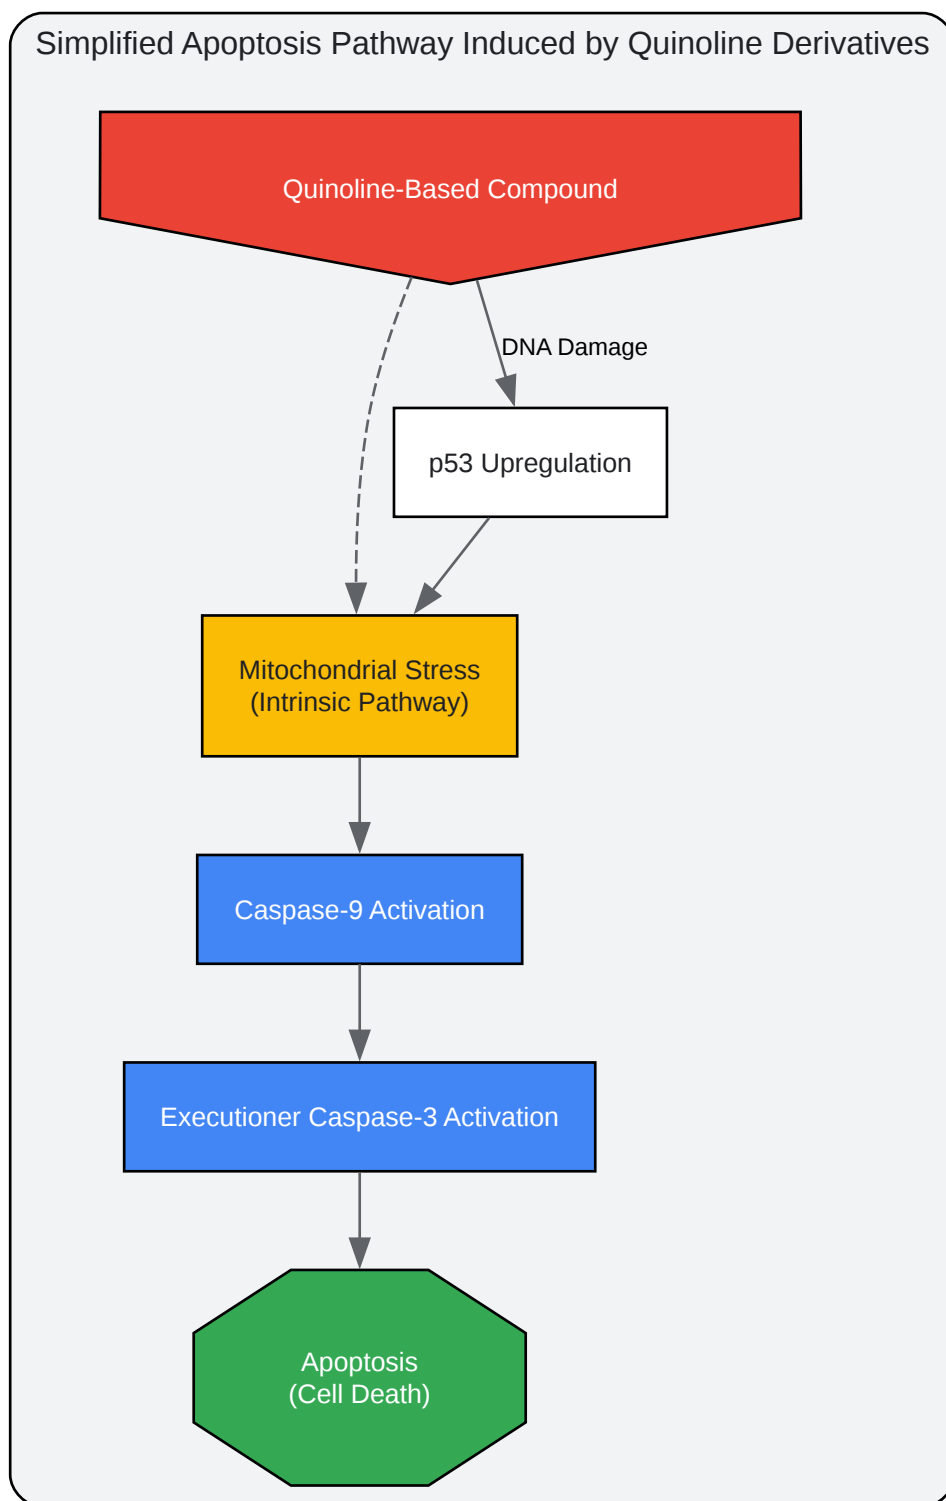 Simplified Apoptosis Pathway Induced by Quinoline Derivatives
Quinoline-Based Compound
DNA Damage
p53 Upregulation
Mitochondrial Stress
(Intrinsic Pathway)
Caspase-9 Activation
Executioner Caspase-3 Activation
Apoptosis
(Cell Death)